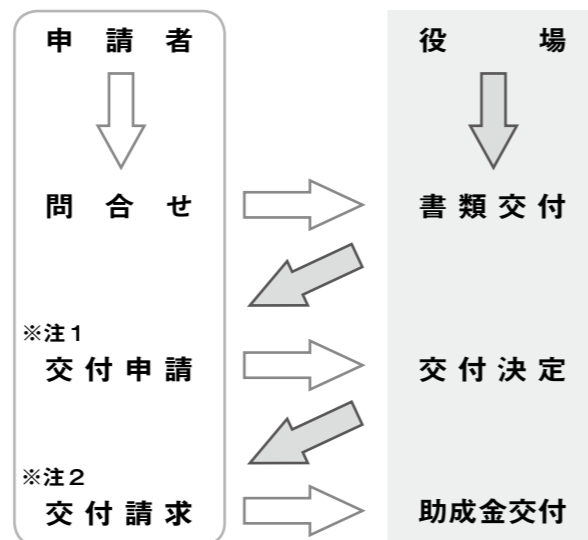 申請者
役場
問合せ
書類交付
※注1
交付申請
交付決定
※注2
交付請求
助成金交付